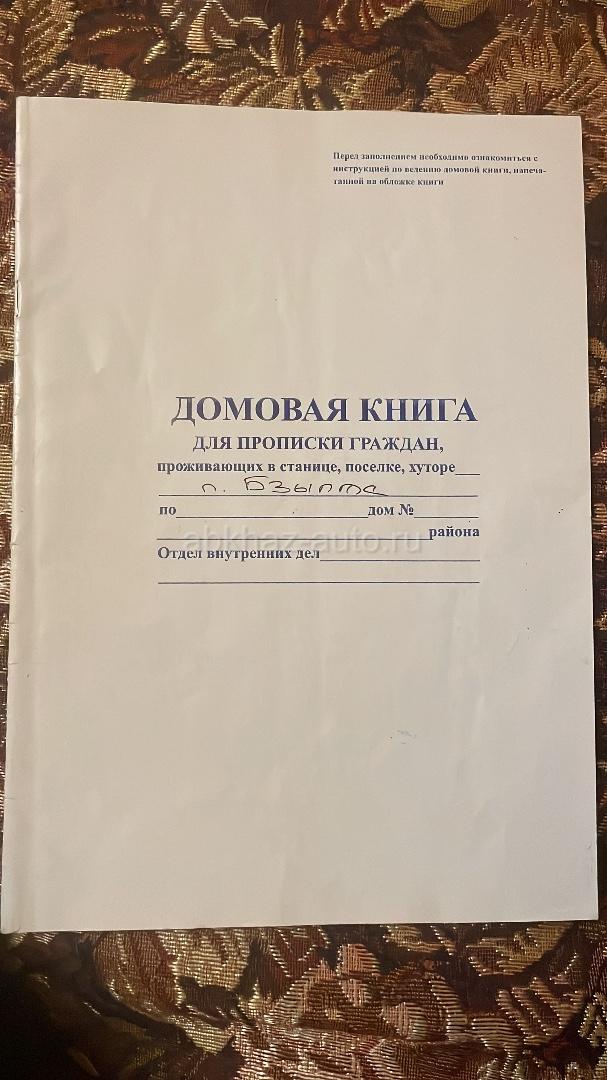 Перед заполнением необходимо ознакомиться с
инструкцией по ведению домовой книги, напеча-
танной на обложке книги
ДОМОВАЯ КНИГА
ДЛЯ ПРОПИСКИ ГРАЖДАН,
проживающих в станице, поселке, хуторе
п. Бзыпта
по дом №
района
abkhaz-auto.ru
Отдел внутренних дел